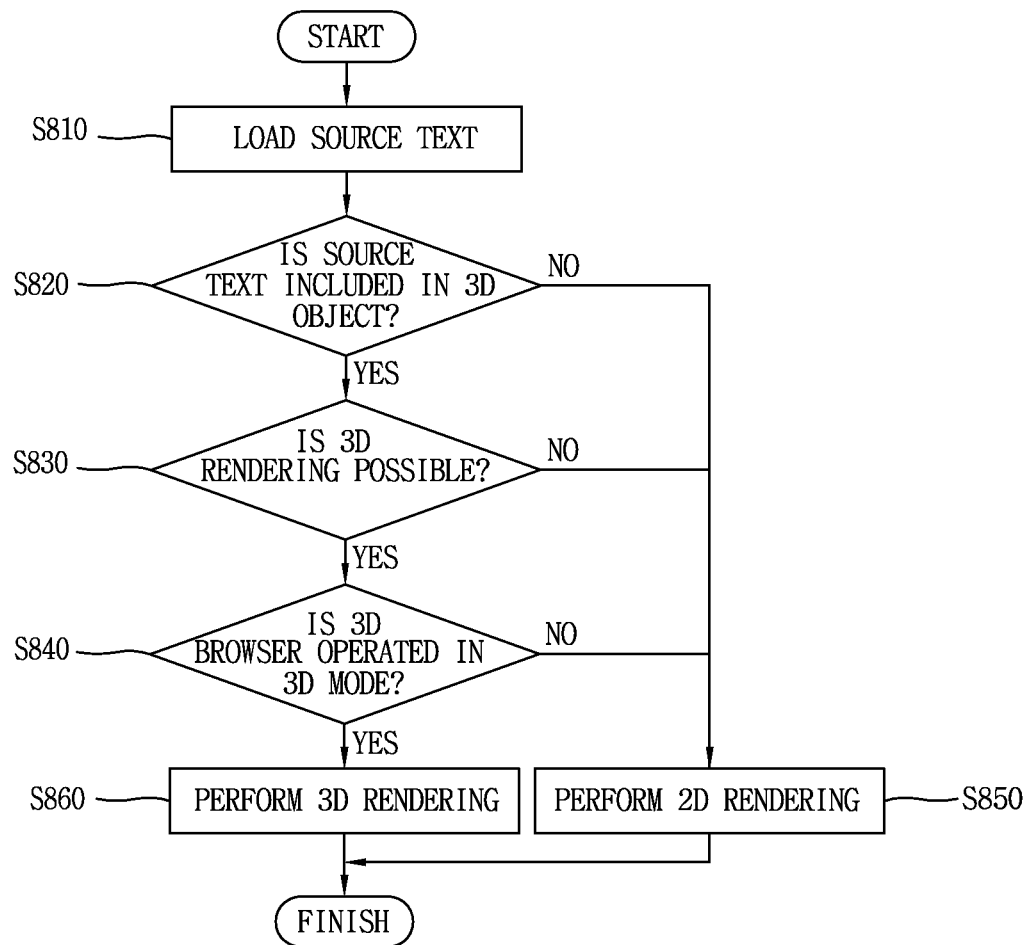 START
S810
LOAD SOURCE TEXT
S820
IS SOURCE
TEXT INCLUDED IN 3D
OBJECT?
NO
YES
S830
IS 3D
RENDERING POSSIBLE?
NO
YES
S840
IS 3D
BROWSER OPERATED IN
3D MODE?
NO
YES
S860
PERFORM 3D RENDERING
PERFORM 2D RENDERING
S850
FINISH